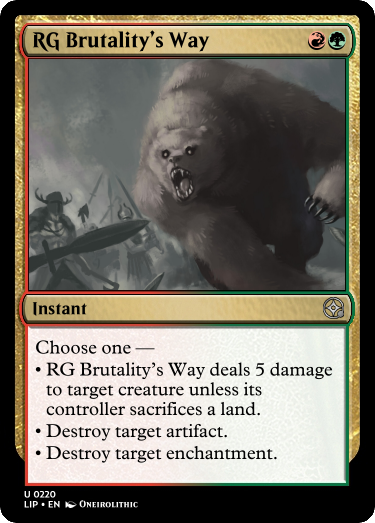 RG Brutality's Way
Instant
Choose one —
• RG Brutality's Way deals 5 damage
to target creature unless its
controller sacrifices a land.
• Destroy target artifact.
• Destroy target enchantment.
U 0220
LIP • EN Oneirolithic